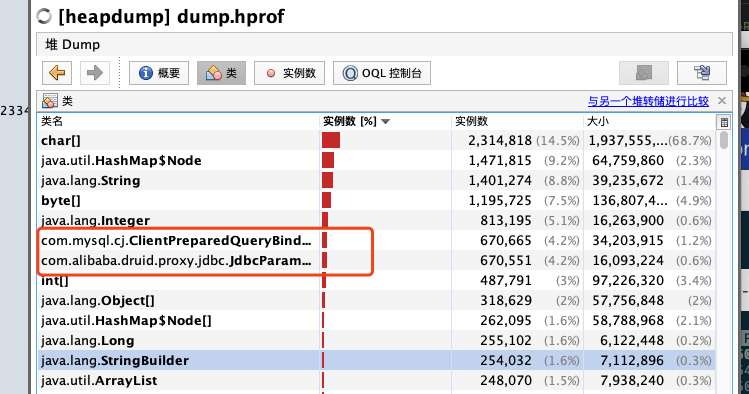 [heapdump] dump.hprof
堆 Dump
概要 类 实例数 OQL 控制台
2334
类 与另一个堆转储进行比较
类名 实例数 [%] 实例数 大小
char[] 2,314,818 (14.5%) 1,937,555,... (68.7%)
java.util.HashMap$Node 1,471,815 (9.2%) 64,759,860 (2.3%)
java.lang.String 1,401,274 (8.8%) 39,235,672 (1.4%)
byte[] 1,195,725 (7.5%) 136,807,4... (4.9%)
java.lang.Integer 813,195 (5.1%) 16,263,900 (0.6%)
com.mysql.cj.ClientPreparedQueryBind... 670,665 (4.2%) 34,203,915 (1.2%)
com.alibaba.druid.proxy.jdbc.JdbcParam... 670,551 (4.2%) 16,093,224 (0.6%)
int[] 487,791 (3%) 97,226,320 (3.4%)
java.lang.Object[] 318,629 (2%) 57,756,848 (2%)
java.util.HashMap$Node[] 262,095 (1.6%) 58,788,968 (2.1%)
java.lang.Long 255,102 (1.6%) 6,122,448 (0.2%)
java.lang.StringBuilder 254,032 (1.6%) 7,112,896 (0.3%)
java.util.ArrayList 248,070 (1.5%) 7,938,240 (0.3%)